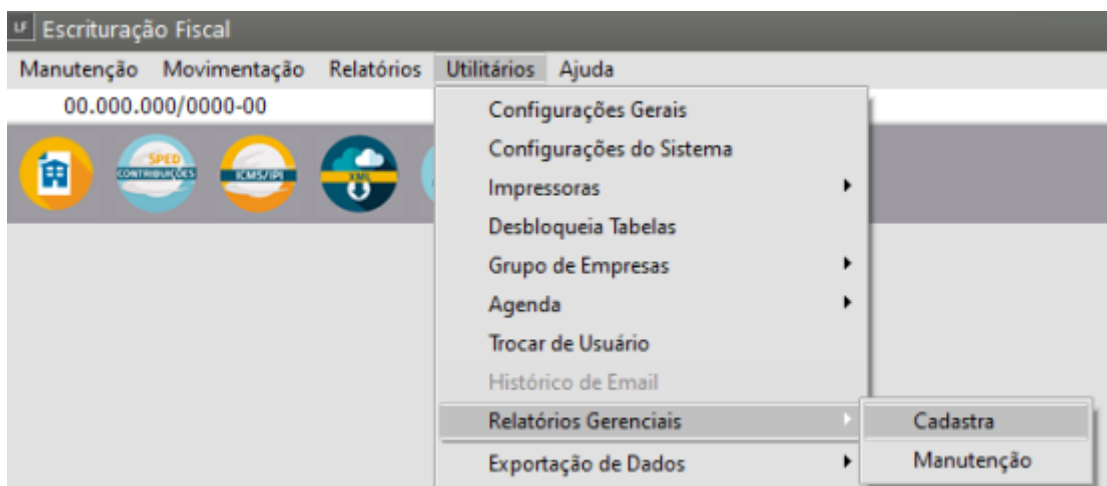 LF Escrituração Fiscal
Manutenção Movimentação Relatórios Utilitários Ajuda
00.000.000/0000-00
SPED
CONTRIBUIÇÕES
ICMS/IPI
XML
Configurações Gerais
Configurações do Sistema
Impressoras
Desbloqueia Tabelas
Grupo de Empresas
Agenda
Trocar de Usuário
Histórico de Email
Relatórios Gerenciais
Exportação de Dados
Cadastra
Manutenção